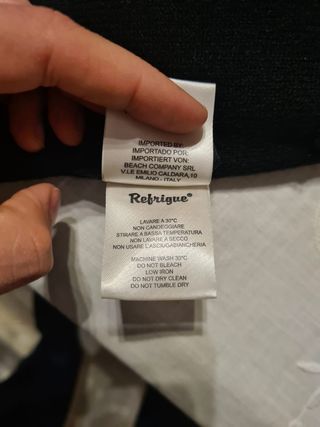 IMPORTED BY:
IMPORTADO POR:
IMPORTIERT VON:
BEACH COMPANY SRL
V.LE EMILIO CALDARA,10
MILANO - ITALY
Refrigue®
LAVARE A 30°C
NON CANDEGGIARE
STIRARE A BASSA TEMPERATURA
NON LAVARE A SECCO
NON USARE L'ASCIUGABIANCHERIA
MACHINE WASH 30°C
DO NOT BLEACH
LOW IRON
DO NOT DRY CLEAN
DO NOT TUMBLE DRY